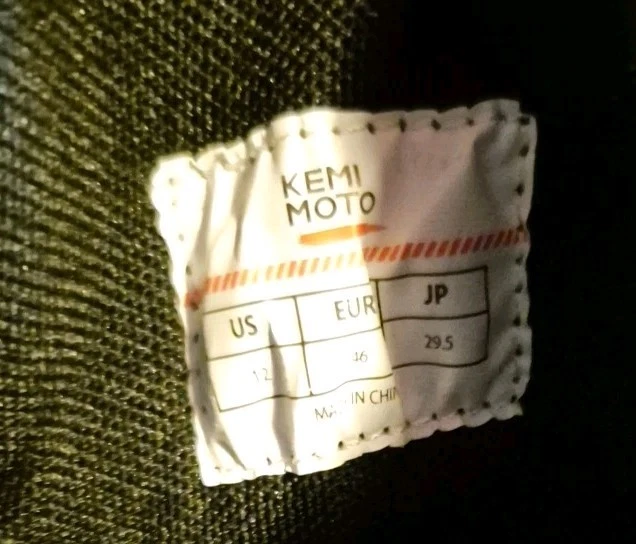 KEMI
MOTO
US EUR JP
12 46 29.5
MADE IN CHINA